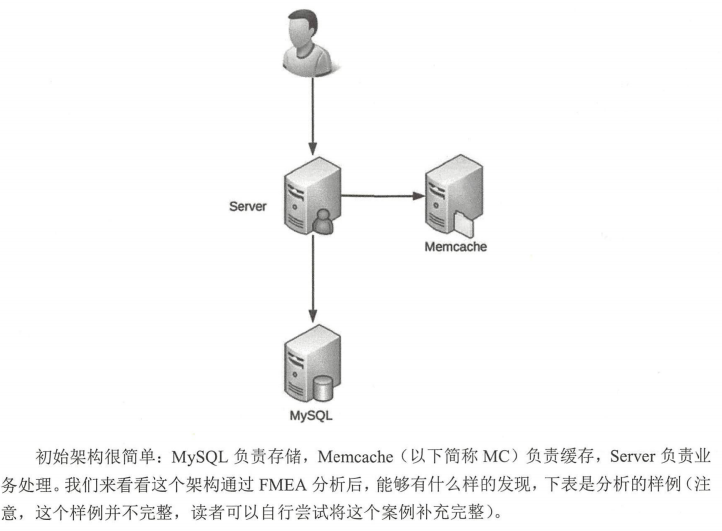 Server
Memcache
MySQL
初始架构很简单：MySQL 负责存储，Memcache（以下简称 MC）负责缓存，Server 负责业
务处理。我们来看看这个架构通过 FMEA 分析后，能够有什么样的发现，下表是分析的样例（注
意，这个样例并不完整，读者可以自行尝试将这个案例补充完整）。